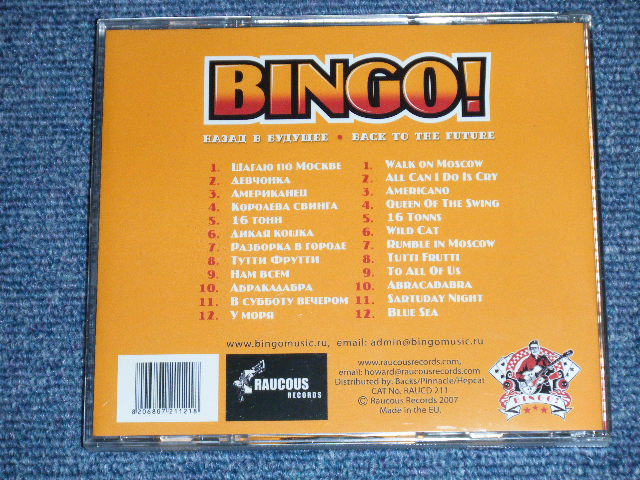 BINGO!
НАЗАД В БУДУЩЕЕ • BACK TO THE FUTURE
1. ШАГАЮ ПО МОСКВЕ
2. ДЕВЧОНКА
3. АМЕРИКАНЕЦ
4. КОРОЛЕВА СВИНГА
5. 16 ТОНН
6. ДИКАЯ КОШКА
7. РАЗБОРКА В ГОРОДЕ
8. ТУТТИ ФРУТТИ
9. НАМ ВСЕМ
10. АБРАКАДАБРА
11. В СУББОТУ ВЕЧЕРОМ
12. У МОРЯ
1. WALK ON MOSCOW
2. ALL CAN I DO IS CRY
3. AMERICANO
4. QUEEN OF THE SWING
5. 16 TONNS
6. WILD CAT
7. RUMBLE IN MOSCOW
8. TUTTI FRUTTI
9. TO ALL OF US
10. ABRACADABRA
11. SARTURDAY NIGHT
12. BLUE SEA
www.bingomusic.ru, email: admin@bingomusic.ru
8206807211218
RAUCOUS
RECORDS
www.raucousrecords.com,
email: howard@raucousrecords.com
Distributed by: Backs/Pinnacle/Hepcat
CAT No. RAUCD 211
© Raucous Records 2007
Made in the EU.
BINGO!